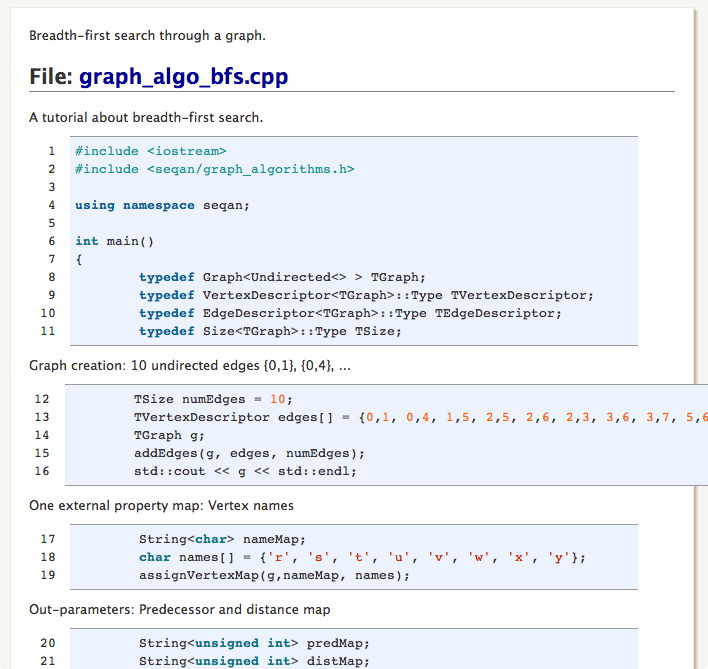 Breadth-first search through a graph.
File: graph_algo_bfs.cpp
A tutorial about breadth-first search.
1 #include <iostream>
2 #include <seqan/graph_algorithms.h>
3
4 using namespace seqan;
5
6 int main()
7 {
8 typedef Graph<Undirected<> > TGraph;
9 typedef VertexDescriptor<TGraph>::Type TVertexDescriptor;
10 typedef EdgeDescriptor<TGraph>::Type TEdgeDescriptor;
11 typedef Size<TGraph>::Type TSize;
Graph creation: 10 undirected edges {0,1}, {0,4}, ...
12 TSize numEdges = 10;
13 TVertexDescriptor edges[] = {0,1, 0,4, 1,5, 2,5, 2,6, 2,3, 3,6, 3,7, 5,6
14 TGraph g;
15 addEdges(g, edges, numEdges);
16 std::cout << g << std::endl;
One external property map: Vertex names
17 String<char> nameMap;
18 char names[] = {'r', 's', 't', 'u', 'v', 'w', 'x', 'y'};
19 assignVertexMap(g,nameMap, names);
Out-parameters: Predecessor and distance map
20 String<unsigned int> predMap;
21 String<unsigned int> distMap;